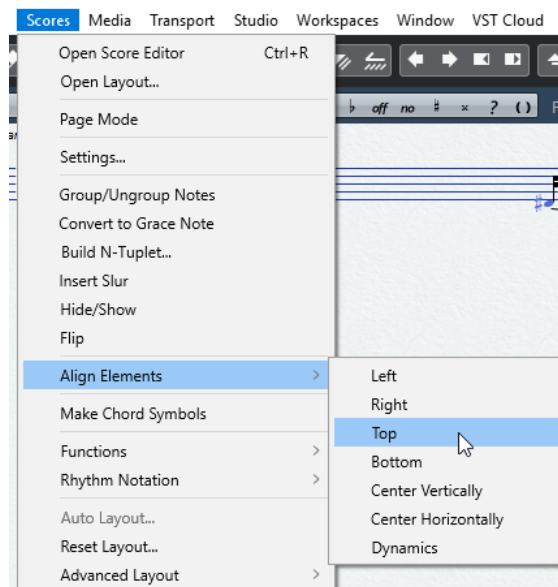 Scores Media Transport Studio Workspaces Window VST Cloud
Open Score Editor Ctrl+R
Open Layout...
off no ? ( )
Page Mode
Settings...
Group/Ungroup Notes
Convert to Grace Note
Build N-Tuplet...
Insert Slur
Hide/Show
Flip
Align Elements
Make Chord Symbols
Functions
Rhythm Notation
Auto Layout...
Reset Layout...
Advanced Layout
Left
Right
Top
Bottom
Center Vertically
Center Horizontally
Dynamics